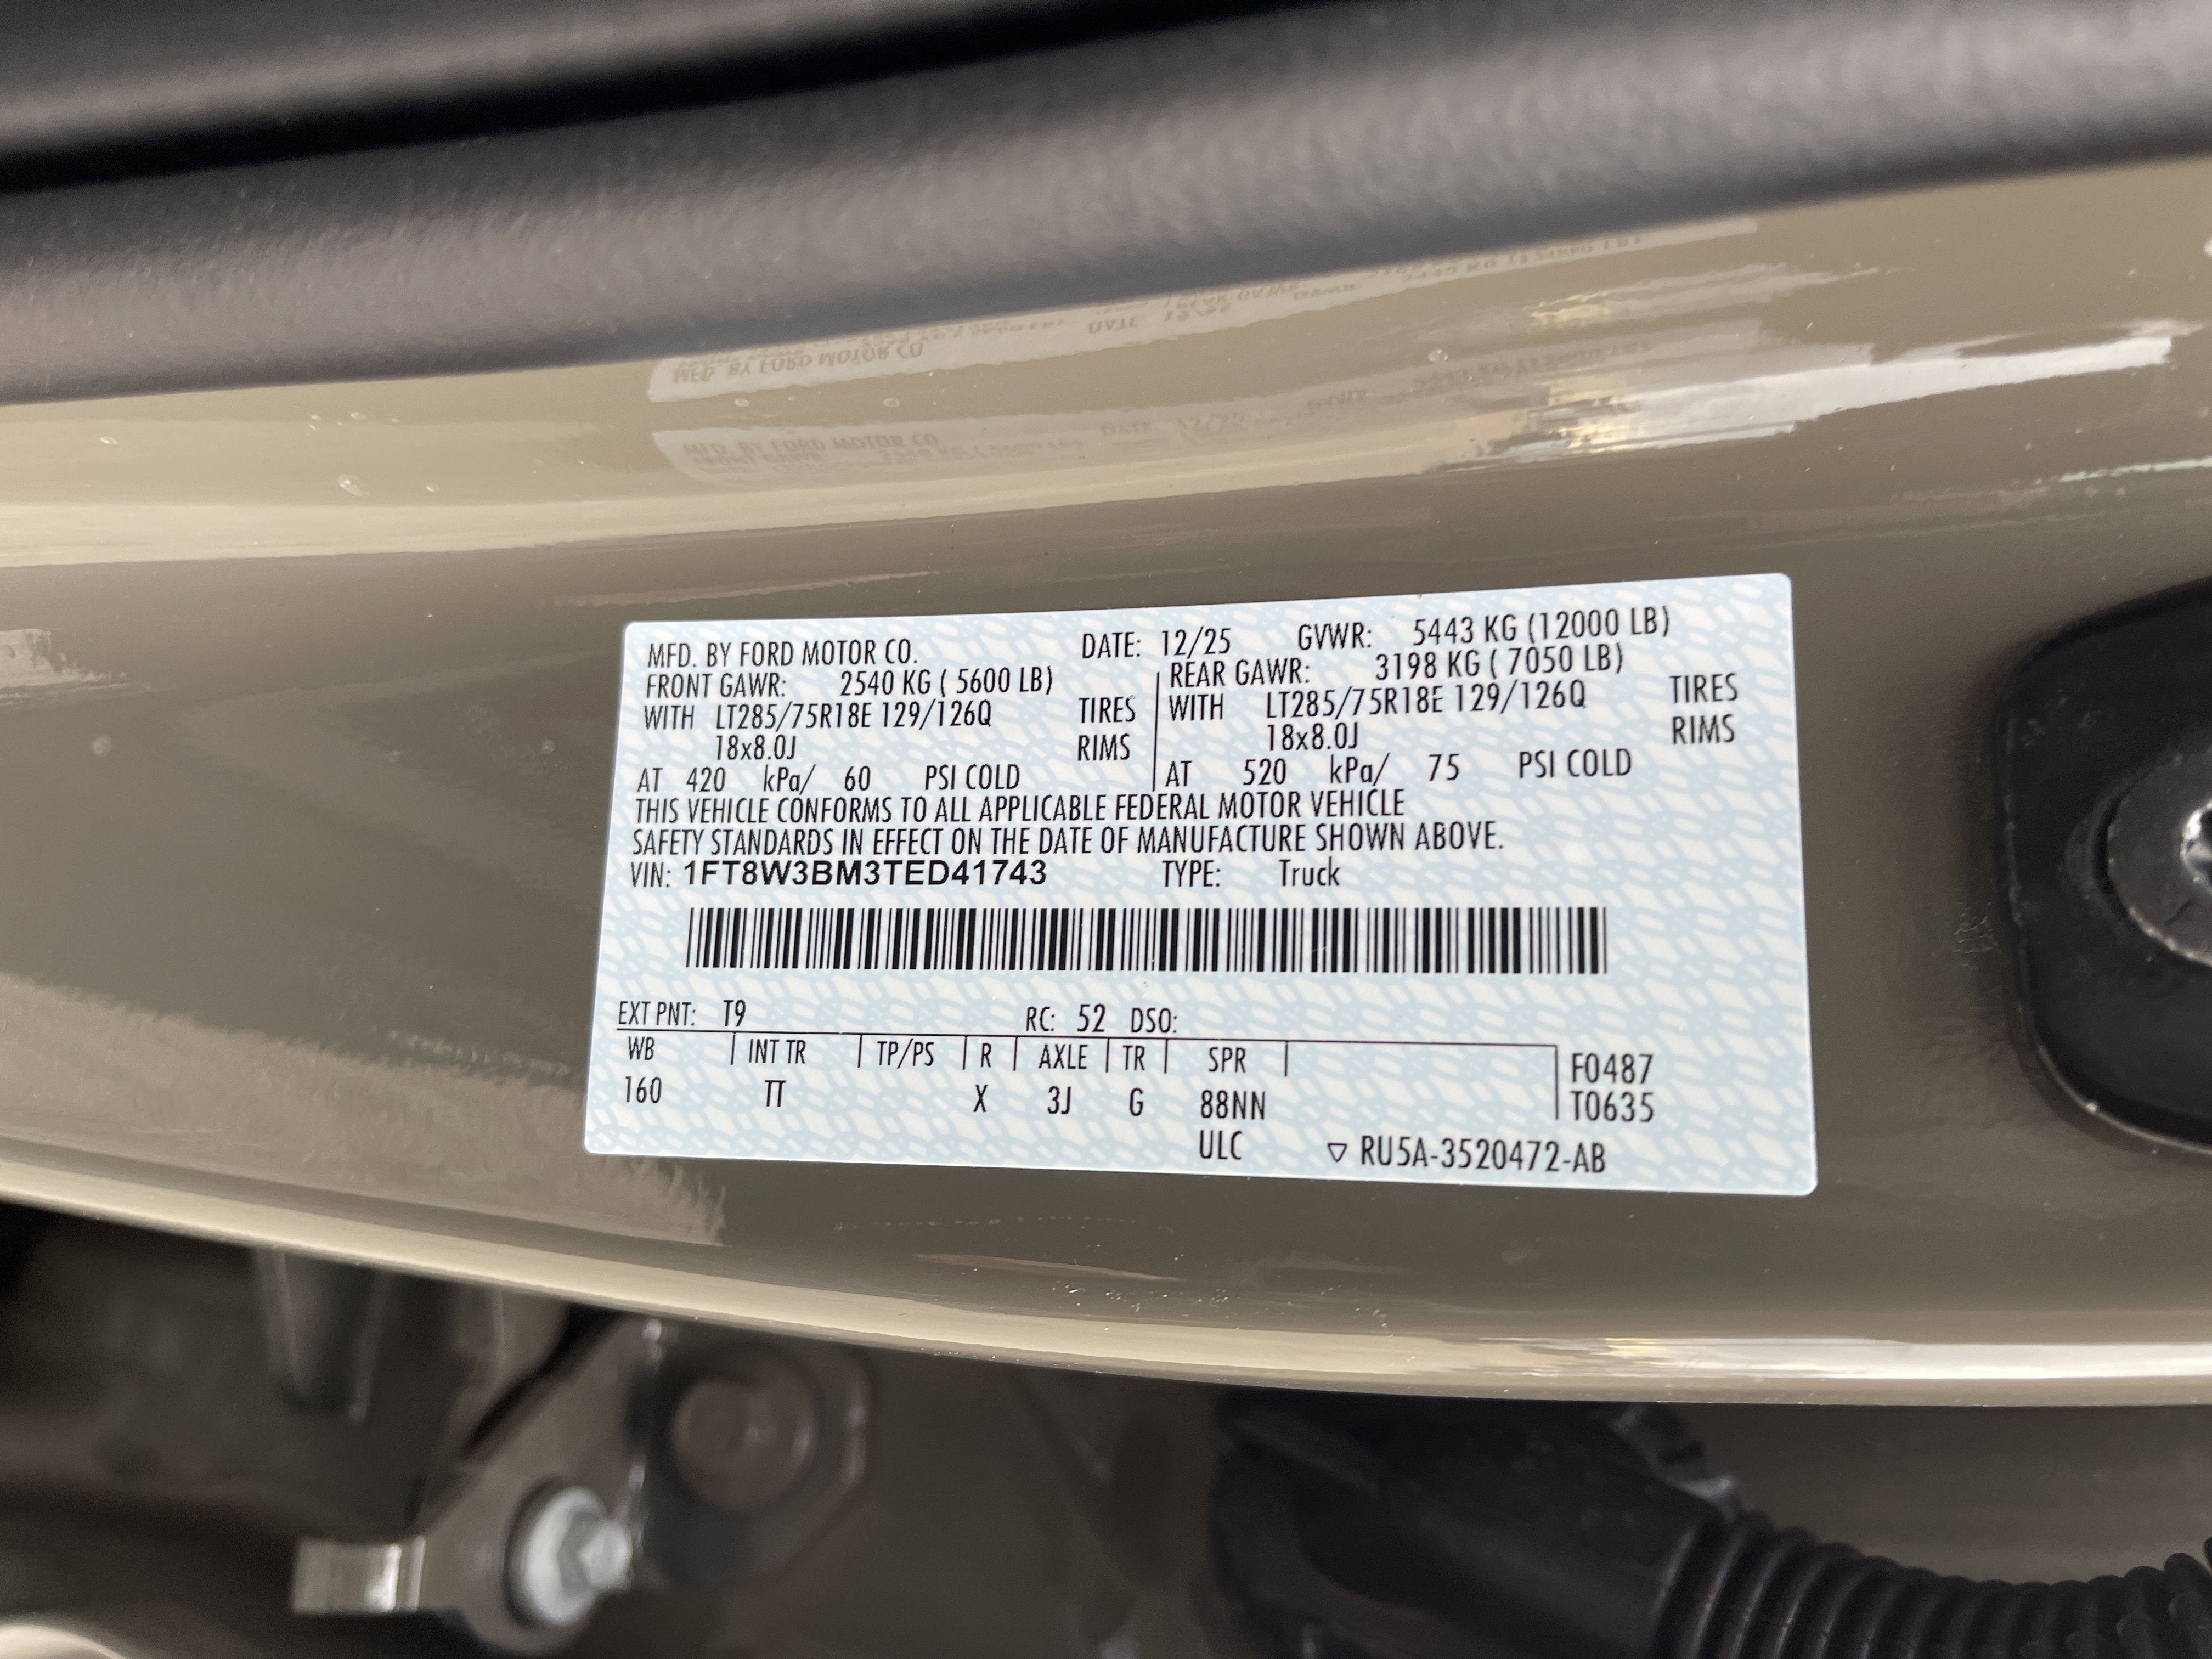 MFD. BY FORD MOTOR CO. DATE: 12/25 GVWR: 5443 KG (12000 LB)
FRONT GAWR: 2540 KG ( 5600 LB) REAR GAWR: 3198 KG ( 7050 LB)
WITH LT285/75R18E 129/126Q TIRES WITH LT285/75R18E 129/126Q TIRES
18x8.0J RIMS 18x8.0J RIMS
AT 420 kPa/ 60 PSI COLD AT 520 kPa/ 75 PSI COLD
THIS VEHICLE CONFORMS TO ALL APPLICABLE FEDERAL MOTOR VEHICLE
SAFETY STANDARDS IN EFFECT ON THE DATE OF MANUFACTURE SHOWN ABOVE.
VIN: 1FT8W3BM3TED41743 TYPE: Truck
EXT PNT: T9 RC: 52 DSO:
WB INT TR TP/PS R AXLE TR SPR F0487
160 TT X 3J G 88NN T0635
ULC ▽ RU5A-3520472-AB